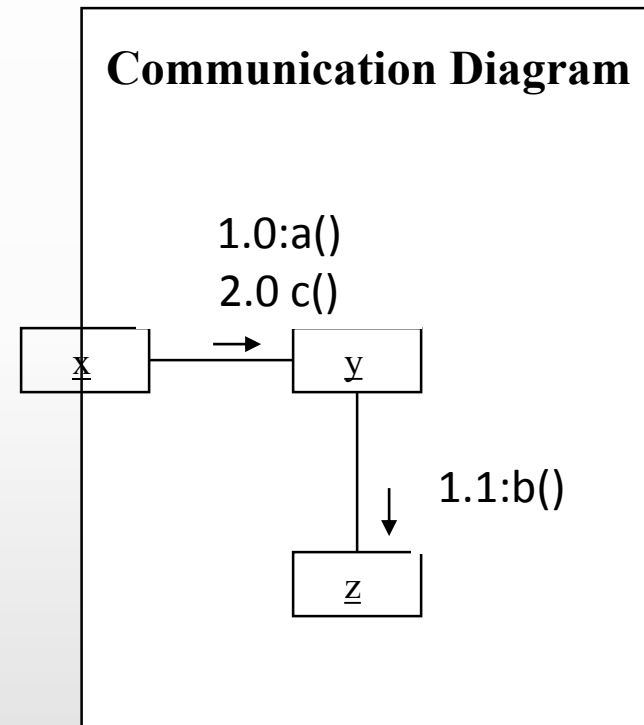 Communication Diagram
1.0:a()
2.0 c()
x
y
1.1:b()
z